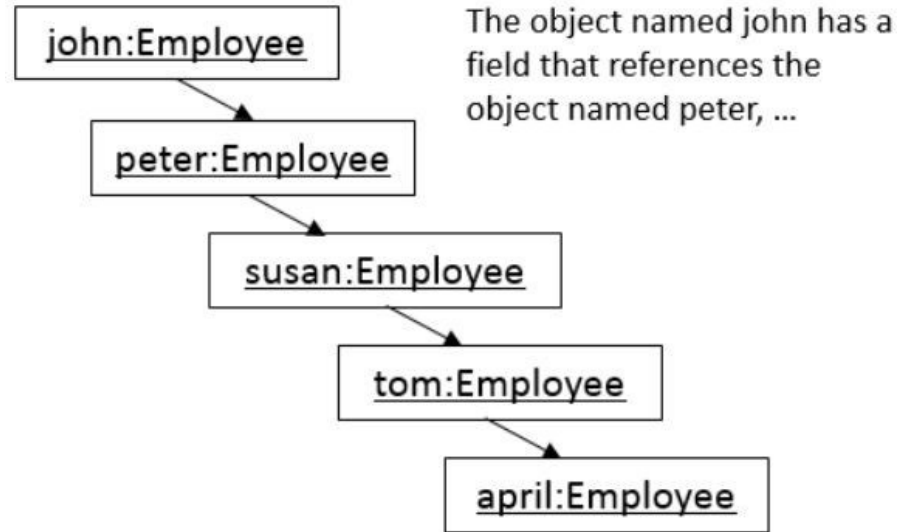 john:Employee
The object named john has a
field that references the
object named peter, ...
peter:Employee
susan:Employee
tom:Employee
april:Employee